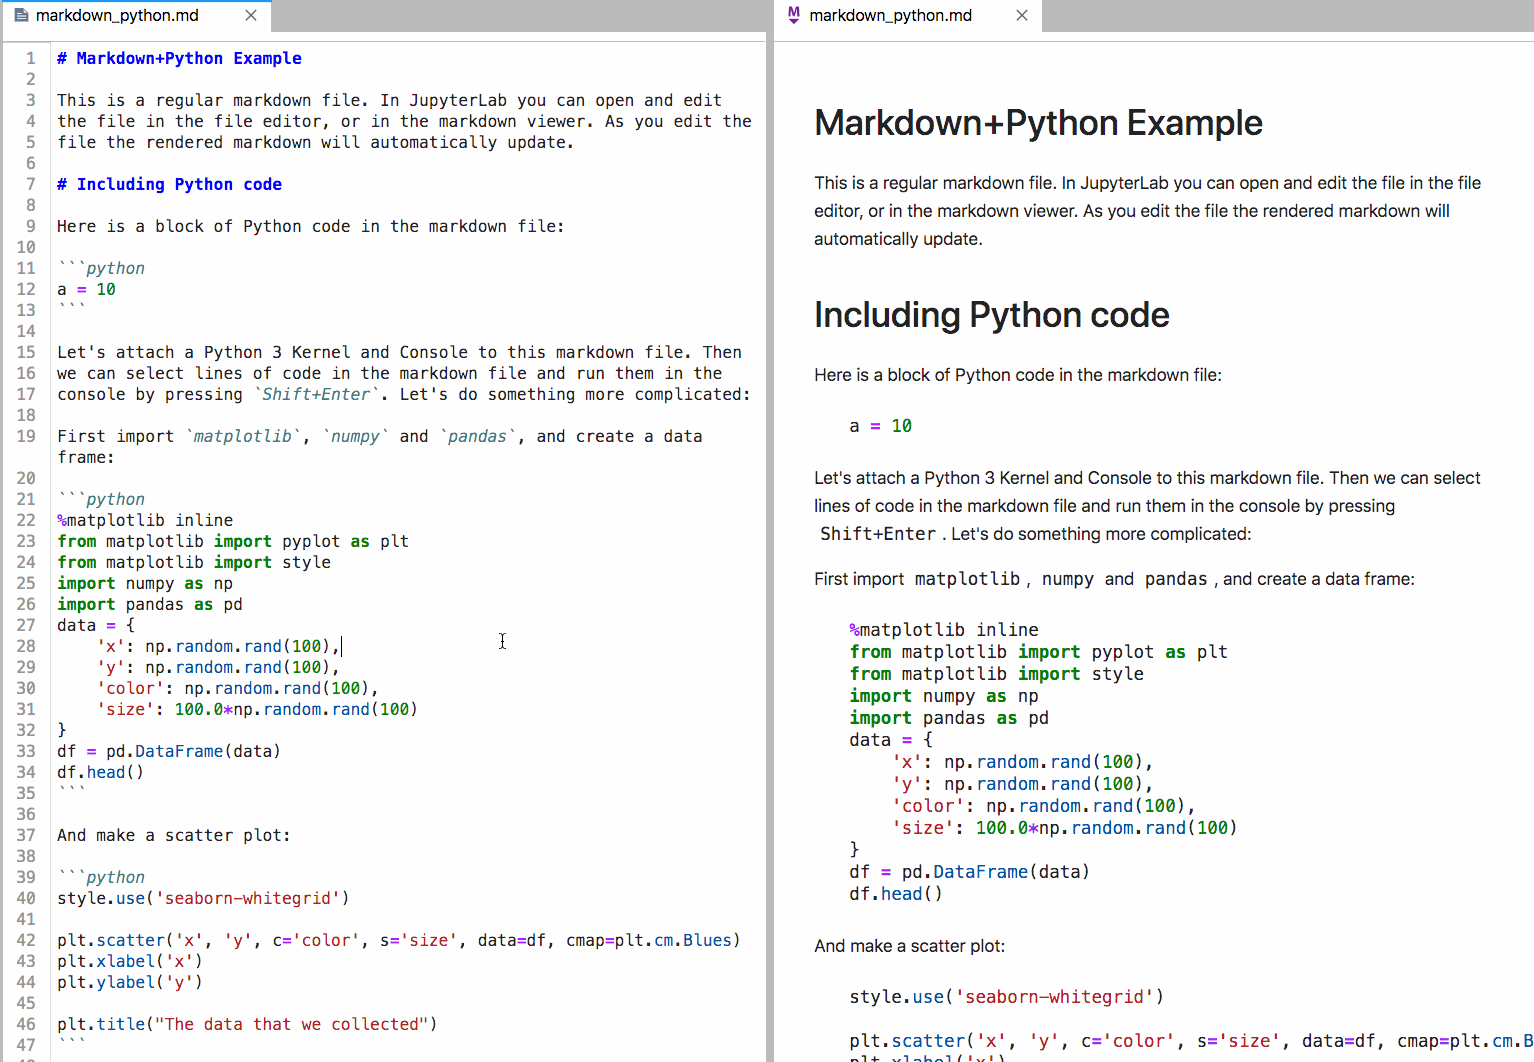 markdown_python.md
1 # Markdown+Python Example
2
3 This is a regular markdown file. In JupyterLab you can open and edit
4 the file in the file editor, or in the markdown viewer. As you edit the
5 file the rendered markdown will automatically update.
6
7 # Including Python code
8
9 Here is a block of Python code in the markdown file:
10
11 ```python
12 a = 10
13 ```
14
15 Let's attach a Python 3 Kernel and Console to this markdown file. Then
16 we can select lines of code in the markdown file and run them in the
17 console by pressing `Shift+Enter`. Let's do something more complicated:
18
19 First import `matplotlib`, `numpy` and `pandas`, and create a data
frame:
20
21 ```python
22 %matplotlib inline
23 from matplotlib import pyplot as plt
24 from matplotlib import style
25 import numpy as np
26 import pandas as pd
27 data = {
28     'x': np.random.rand(100),
29     'y': np.random.rand(100),
30     'color': np.random.rand(100),
31     'size': 100.0*np.random.rand(100)
32 }
33 df = pd.DataFrame(data)
34 df.head()
35 ```
36
37 And make a scatter plot:
38
39 ```python
40 style.use('seaborn-whitegrid')
41
42 plt.scatter('x', 'y', c='color', s='size', data=df, cmap=plt.cm.Blues)
43 plt.xlabel('x')
44 plt.ylabel('y')
45
46 plt.title("The data that we collected")
47 ```
M markdown_python.md
Markdown+Python Example
This is a regular markdown file. In JupyterLab you can open and edit the file in the file
editor, or in the markdown viewer. As you edit the file the rendered markdown will
automatically update.
Including Python code
Here is a block of Python code in the markdown file:
a = 10
Let's attach a Python 3 Kernel and Console to this markdown file. Then we can select
lines of code in the markdown file and run them in the console by pressing
Shift+Enter . Let's do something more complicated:
First import matplotlib , numpy and pandas , and create a data frame:
%matplotlib inline
from matplotlib import pyplot as plt
from matplotlib import style
import numpy as np
import pandas as pd
data = {
    'x': np.random.rand(100),
    'y': np.random.rand(100),
    'color': np.random.rand(100),
    'size': 100.0*np.random.rand(100)
}
df = pd.DataFrame(data)
df.head()
And make a scatter plot:
style.use('seaborn-whitegrid')
plt.scatter('x', 'y', c='color', s='size', data=df, cmap=plt.cm.B
plt.xlabel('x')